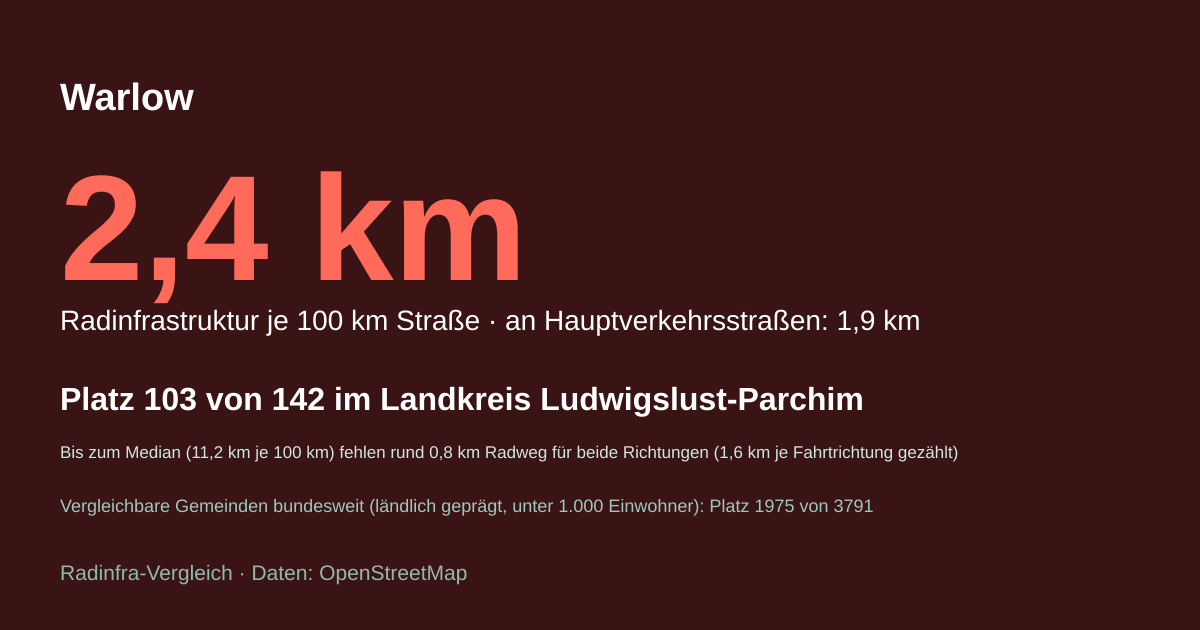 Warlow
2,4 km
Radinfrastruktur je 100 km Straße · an Hauptverkehrsstraßen: 1,9 km
Platz 103 von 142 im Landkreis Ludwigslust-Parchim
Bis zum Median (11,2 km je 100 km) fehlen rund 0,8 km Radweg für beide Richtungen (1,6 km je Fahrtrichtung gezählt)
Vergleichbare Gemeinden bundesweit (ländlich geprägt, unter 1.000 Einwohner): Platz 1975 von 3791
Radinfra-Vergleich · Daten: OpenStreetMap